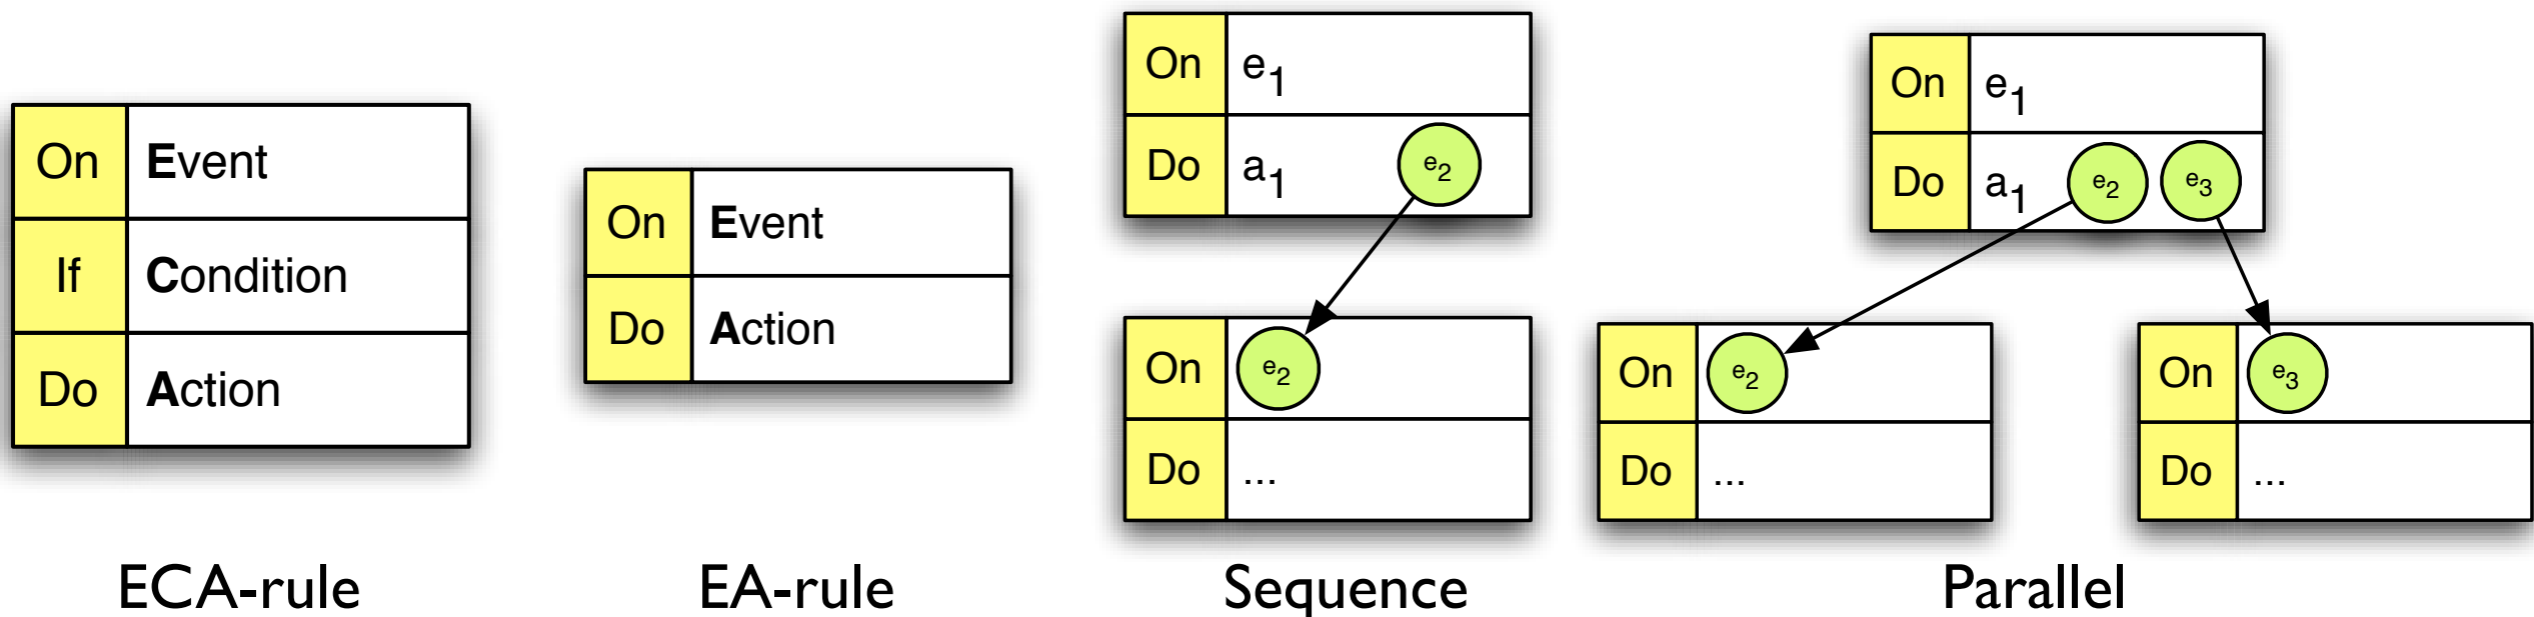 On Event
If Condition
Do Action
ECA-rule
On Event
Do Action
EA-rule
On e1
Do a1 e2
On e2
Do ...
Sequence
On e1
Do a1 e2 e3
On e2
Do ...
On e3
Do ...
Parallel